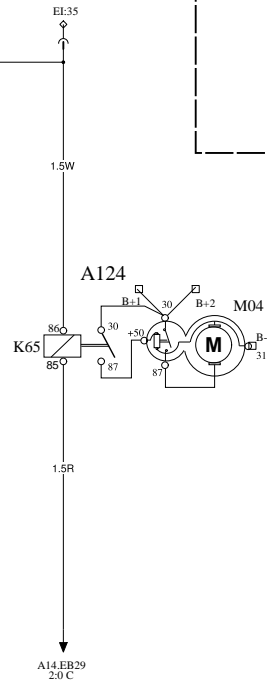 EI:35
1.5W
A124
B+1
30
B+2
M04
86
30
+50
M
B-
K65
31
85
87
87
1.5R
A14.EB29
2:0 C